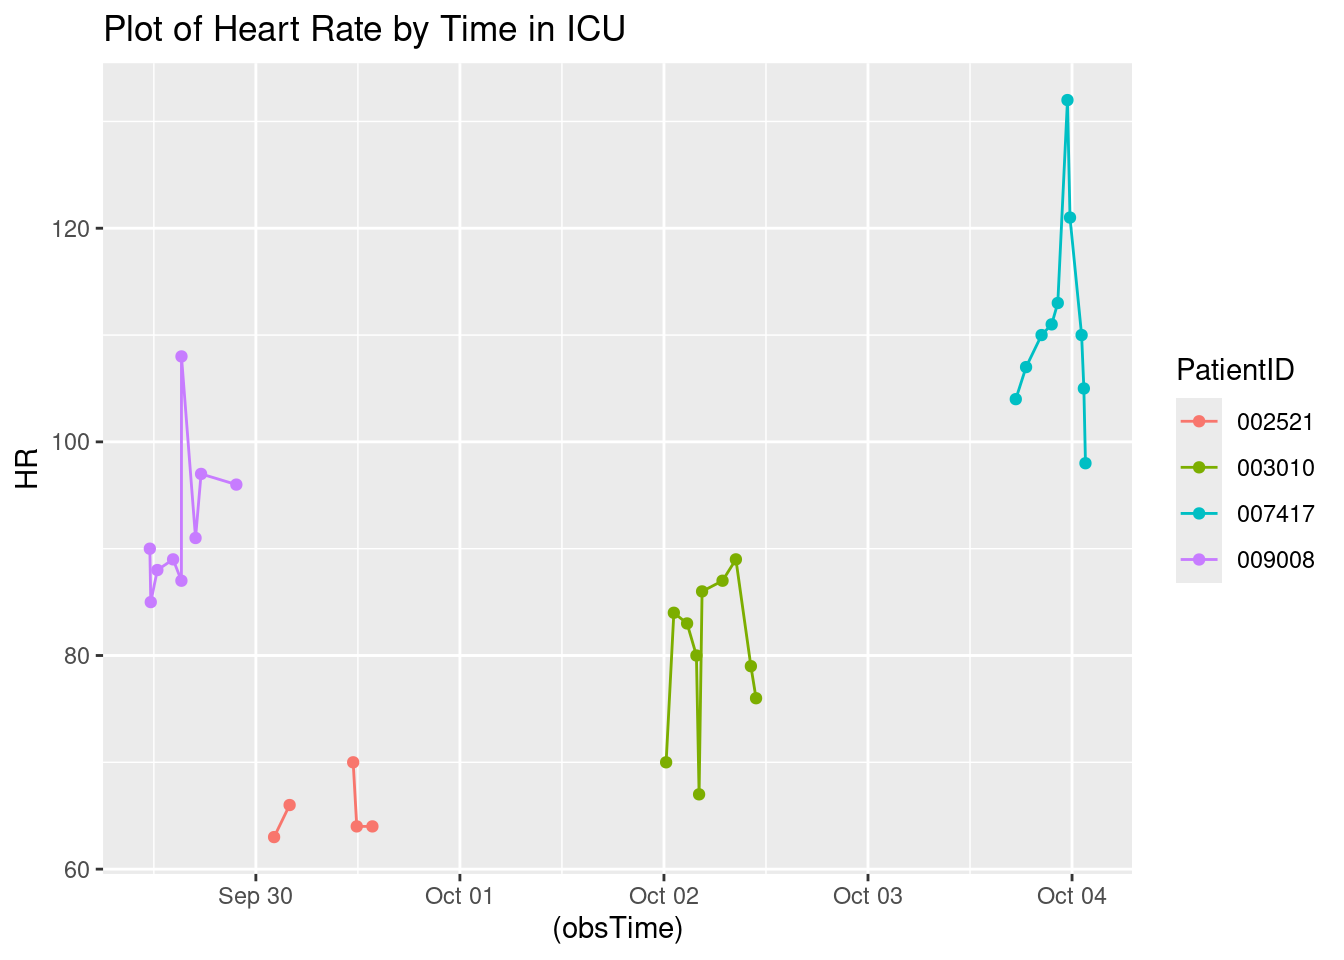 Plot of Heart Rate by Time in ICU
120
100
80
60
HR
Sep 30
Oct 01
Oct 02
Oct 03
Oct 04
(obsTime)
PatientID
002521
003010
007417
009008